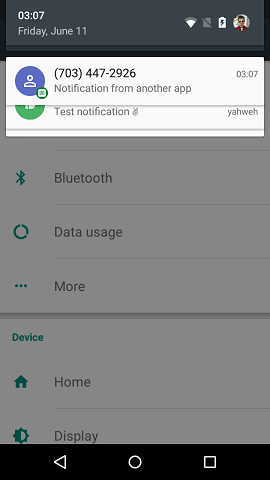 03:07
Friday, June 11
(703) 447-2926
03:07
Notification from another app
Test notification ✌
yahweh
Bluetooth
Data usage
More
Device
Home
Display